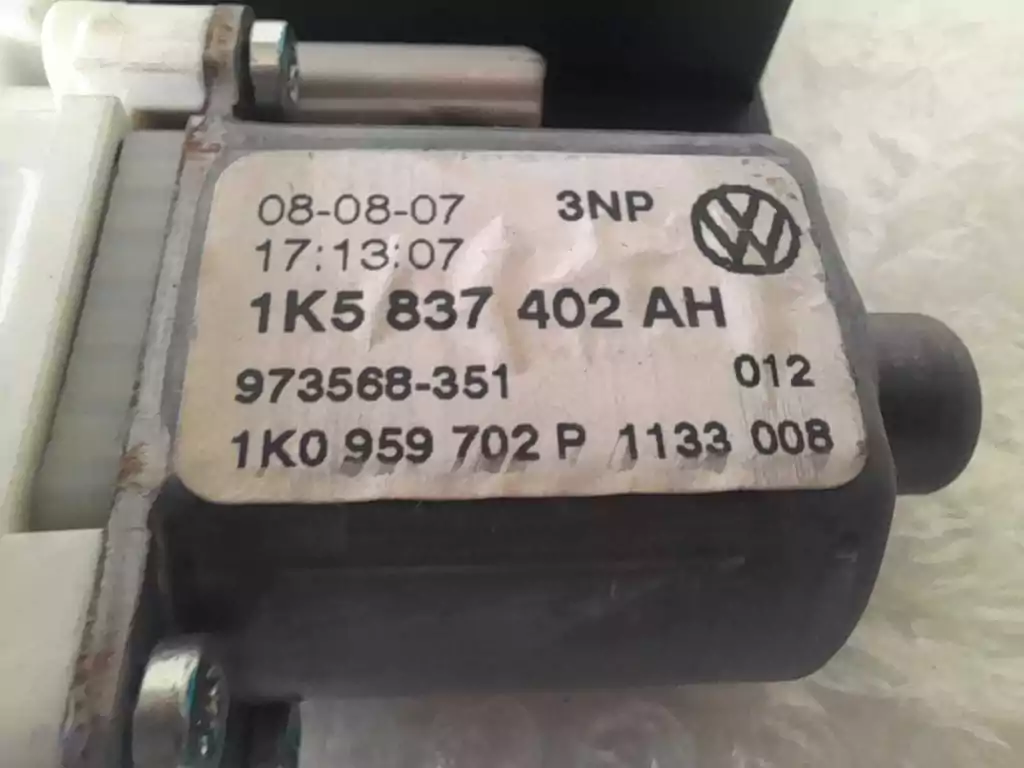 08-08-07 3NP
17:13:07
1K5 837 402 AH
973568-351 012
1K0 959 702 P 1133 008